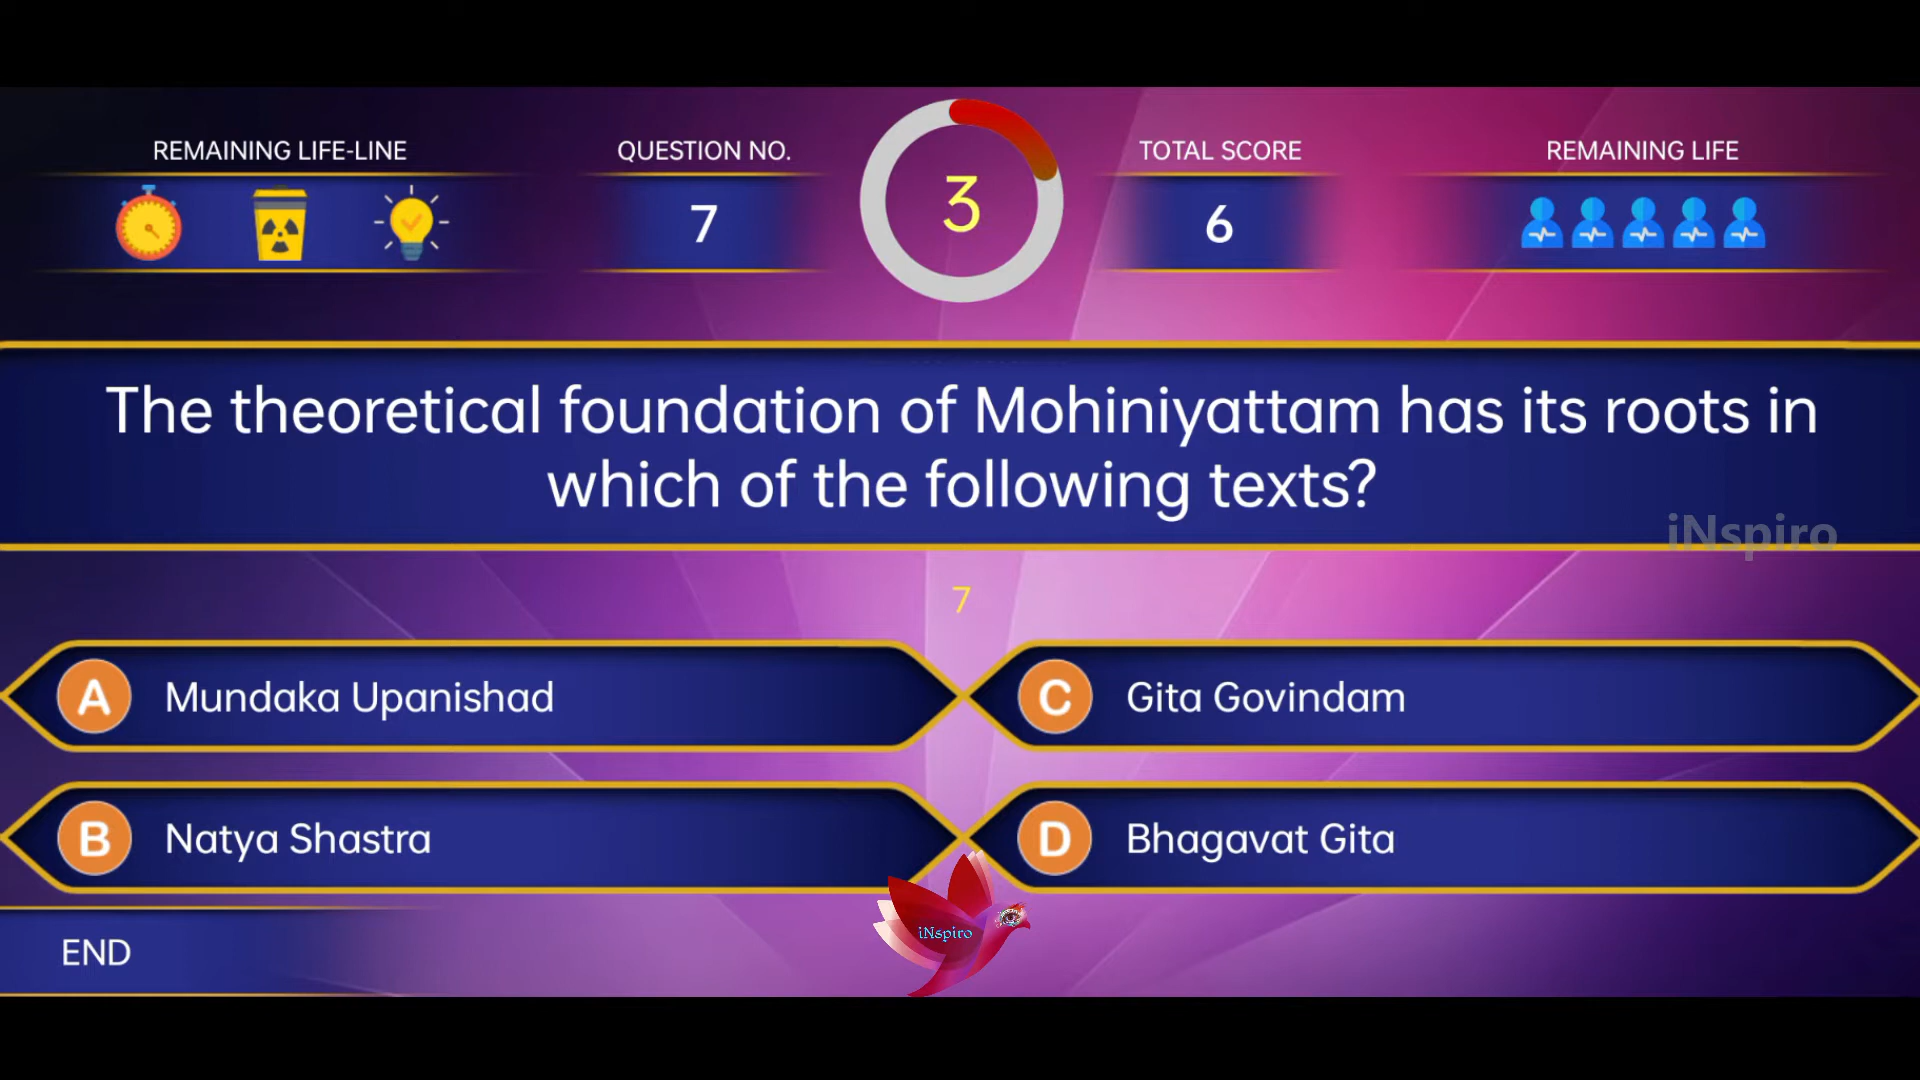 REMAINING LIFE-LINE
QUESTION NO.
7
3
TOTAL SCORE
6
REMAINING LIFE
The theoretical foundation of Mohiniyattam has its roots in
which of the following texts?
iNspiro
7
A Mundaka Upanishad
C Gita Govindam
B Natya Shastra
D Bhagavat Gita
iNspiro
END